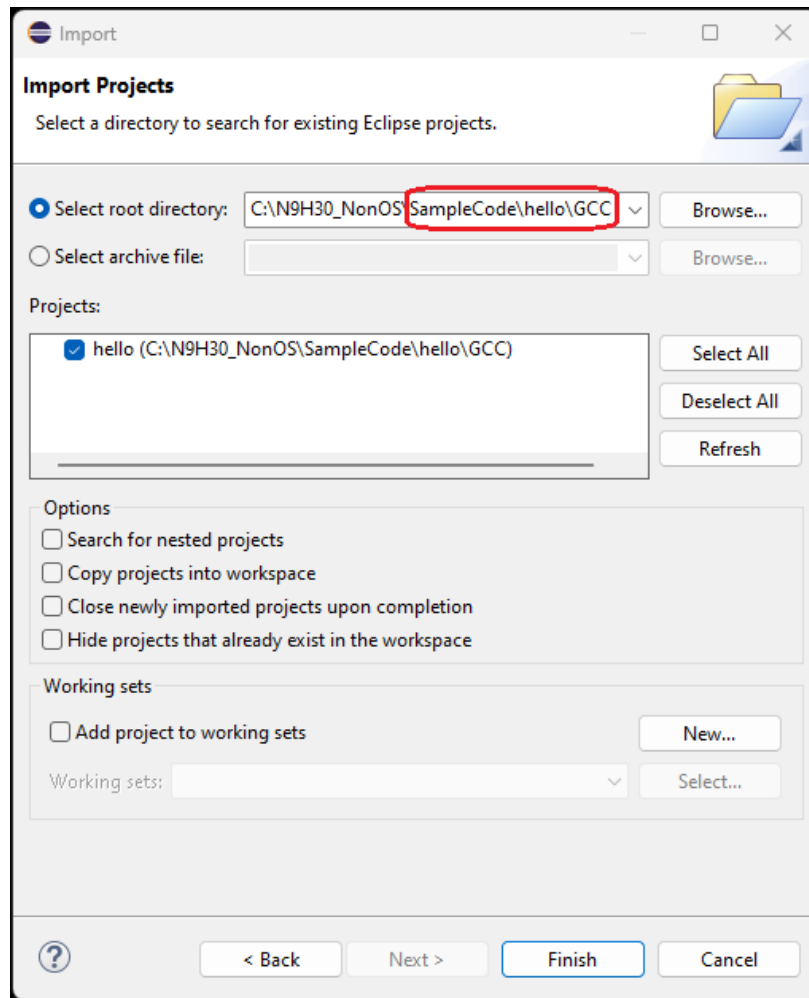 Import
Import Projects
Select a directory to search for existing Eclipse projects.
Select root directory: C:\N9H30_NonOS\SampleCode\hello\GCC Browse...
Select archive file: Browse...
Projects:
hello (C:\N9H30_NonOS\SampleCode\hello\GCC)
Select All
Deselect All
Refresh
Options
Search for nested projects
Copy projects into workspace
Close newly imported projects upon completion
Hide projects that already exist in the workspace
Working sets
Add project to working sets New...
Working sets: Select...
? < Back Next > Finish Cancel